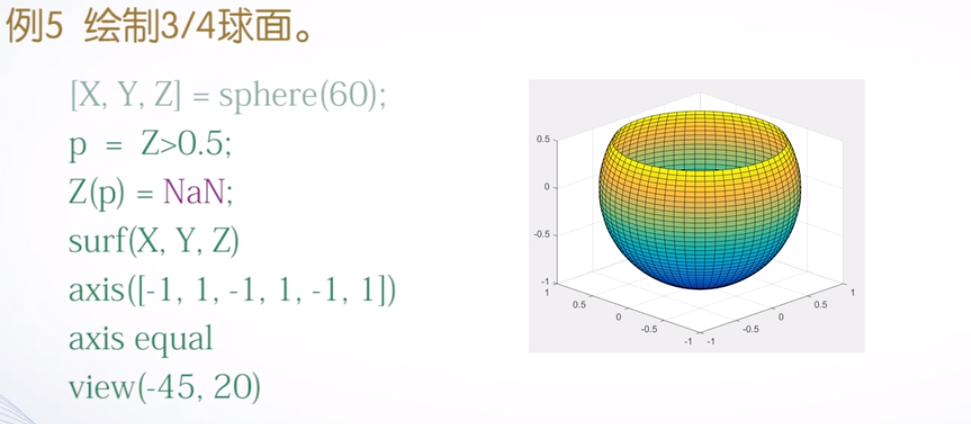 例5 绘制3/4球面。
[X, Y, Z] = sphere(60);
p = Z>0.5;
Z(p) = NaN;
surf(X, Y, Z)
axis([-1, 1, -1, 1, -1, 1])
axis equal
view(-45, 20)
0.5
0
-0.5
-1
1
0.5
0
-0.5
-1
-1
-0.5
0
0.5
1